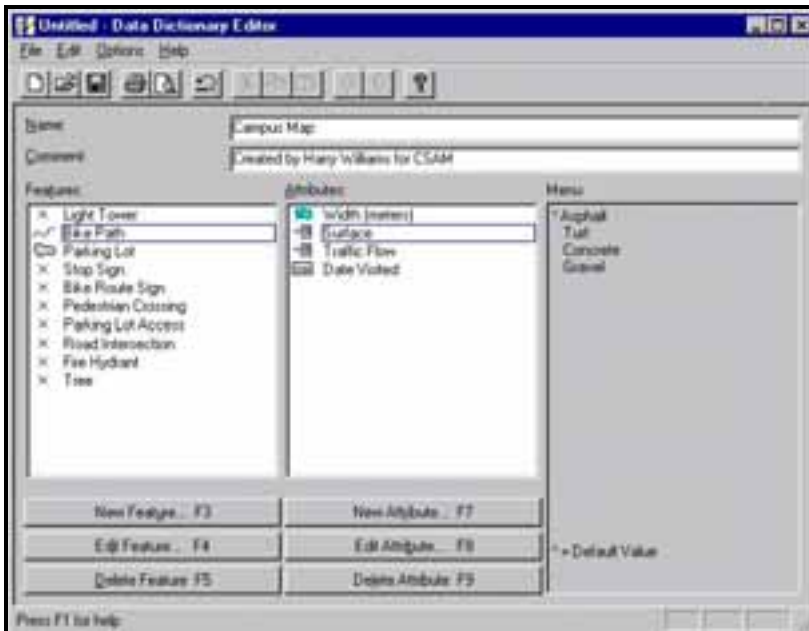 Untitled - Data Dictionary Editor
File Edit Options Help
Name
Campus Map
Comment
Created by Harry Williams for CSAM
Features:
Attributes:
Menu
Light Tower
Bike Path
Parking Lot
Stop Sign
Bike Route Sign
Pedestrian Crossing
Parking Lot Access
Road Intersection
Fire Hydrant
Tree
Width (meters)
Surface
Traffic Flow
Date Visited
* Asphalt
Turf
Concrete
Gravel
New Feature... F3
New Attribute... F7
Edit Feature... F4
Edit Attribute... F8
* = Default Value
Delete Feature F5
Delete Attribute F9
Press F1 for help